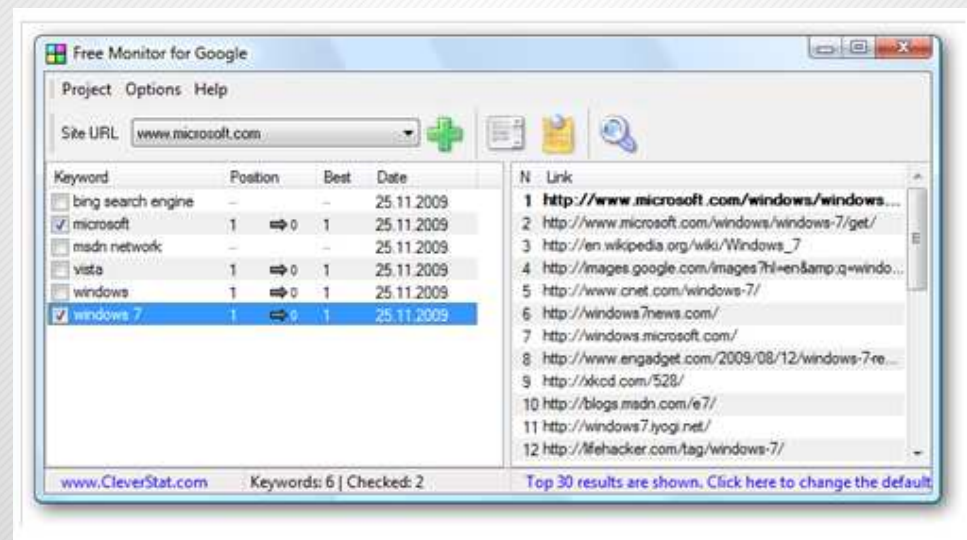 Free Monitor for Google
Project Options Help
Site URL www.microsoft.com
Keyword Position Best Date
bing search engine - - 25.11.2009
microsoft 1 0 1 25.11.2009
msdn network - - 25.11.2009
vista 1 0 1 25.11.2009
windows 1 0 1 25.11.2009
windows 7 1 0 1 25.11.2009
N Link
1 http://www.microsoft.com/windows/windows...
2 http://www.microsoft.com/windows/windows-7/get/
3 http://en.wikipedia.org/wiki/Windows_7
4 http://images.google.com/images?hl=en&amp;q=windo...
5 http://www.cnet.com/windows-7/
6 http://windows7news.com/
7 http://windows.microsoft.com/
8 http://www.engadget.com/2009/08/12/windows-7-re...
9 http://xkcd.com/528/
10 http://blogs.msdn.com/e7/
11 http://windows7.iyogi.net/
12 http://lifehacker.com/tag/windows-7/
www.CleverStat.com Keywords: 6 | Checked: 2 Top 30 results are shown. Click here to change the default